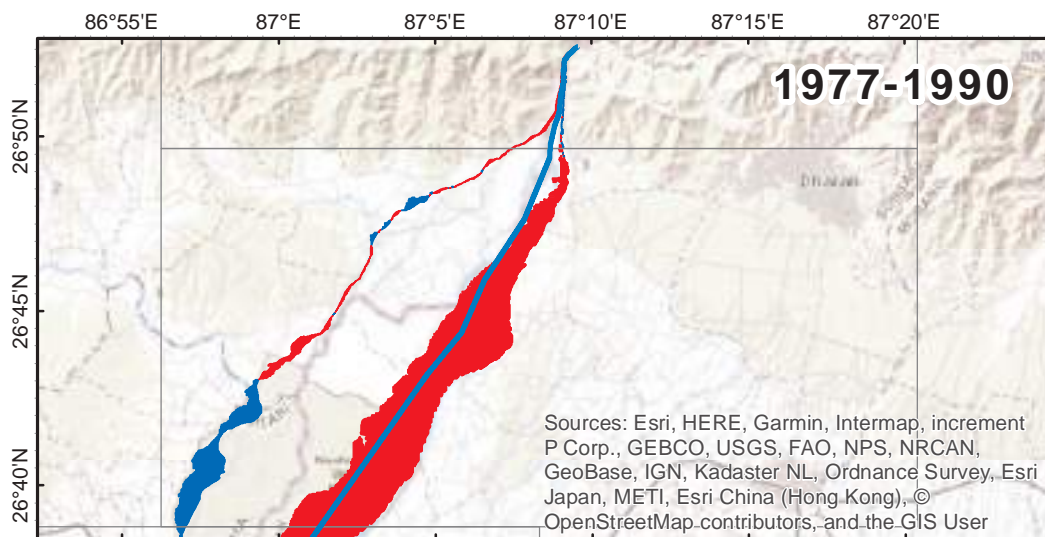 86°55'E 87°0'E 87°5'E 87°10'E 87°15'E 87°20'E
1977-1990
26°50'N
26°45'N
26°40'N
Sources: Esri, HERE, Garmin, Intermap, increment
P Corp., GEBCO, USGS, FAO, NPS, NRCAN,
GeoBase, IGN, Kadaster NL, Ordnance Survey, Esri
Japan, METI, Esri China (Hong Kong), ©
OpenStreetMap contributors, and the GIS User